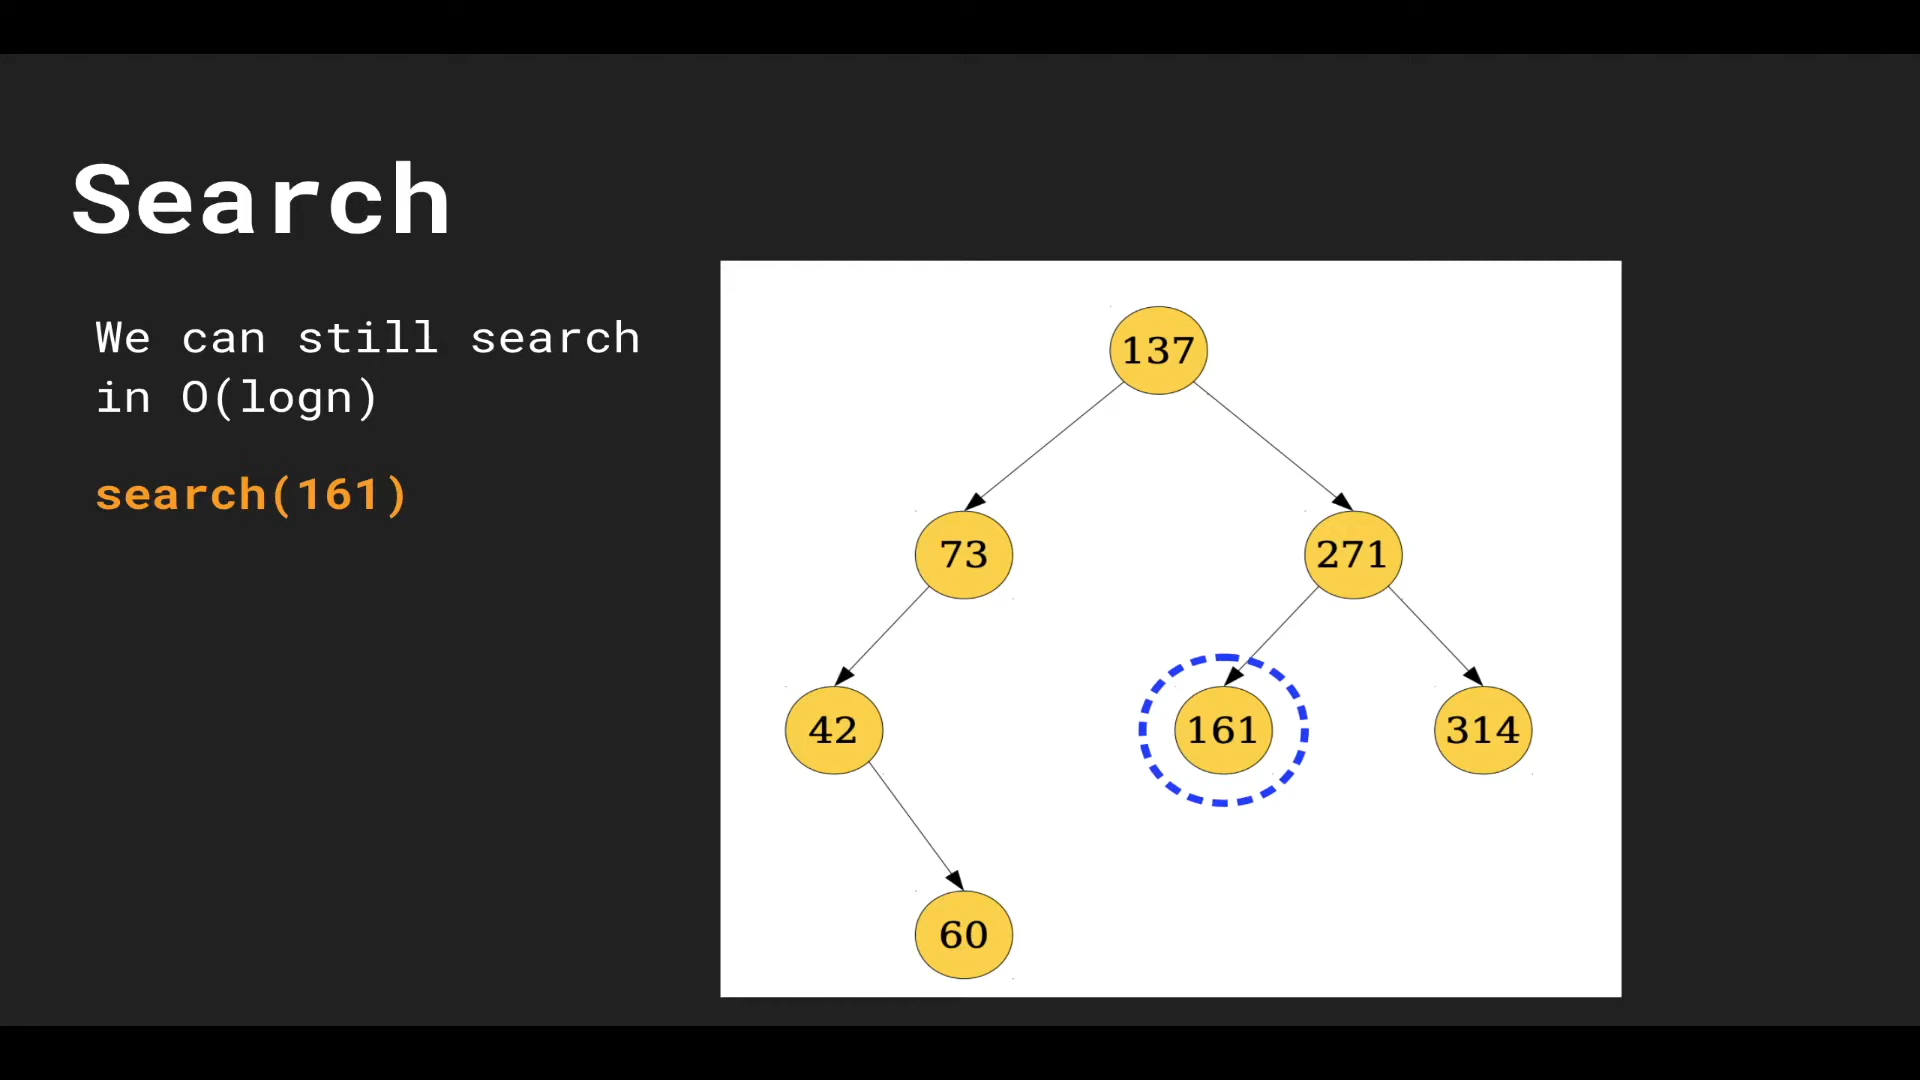 Search
We can still search
in O(logn)
search(161)
137
73
271
42
161
314
60